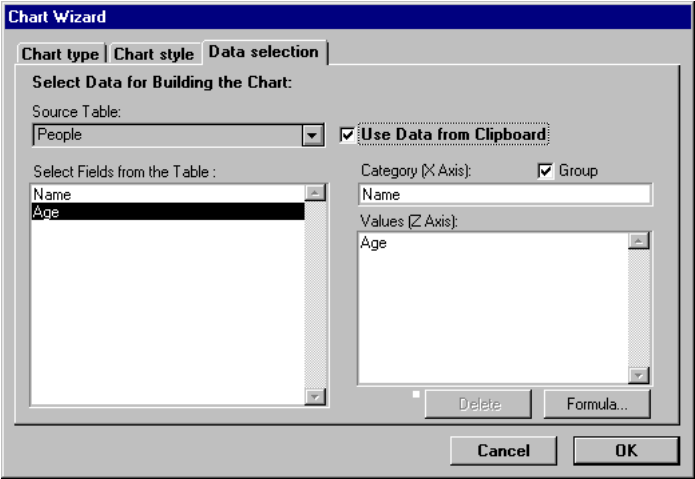 Chart Wizard
Chart type Chart style Data selection
Select Data for Building the Chart:
Source Table:
People Use Data from Clipboard
Select Fields from the Table : Category (X Axis): Group
Name Name
Age Values (Z Axis):
Age
Delete Formula...
Cancel OK